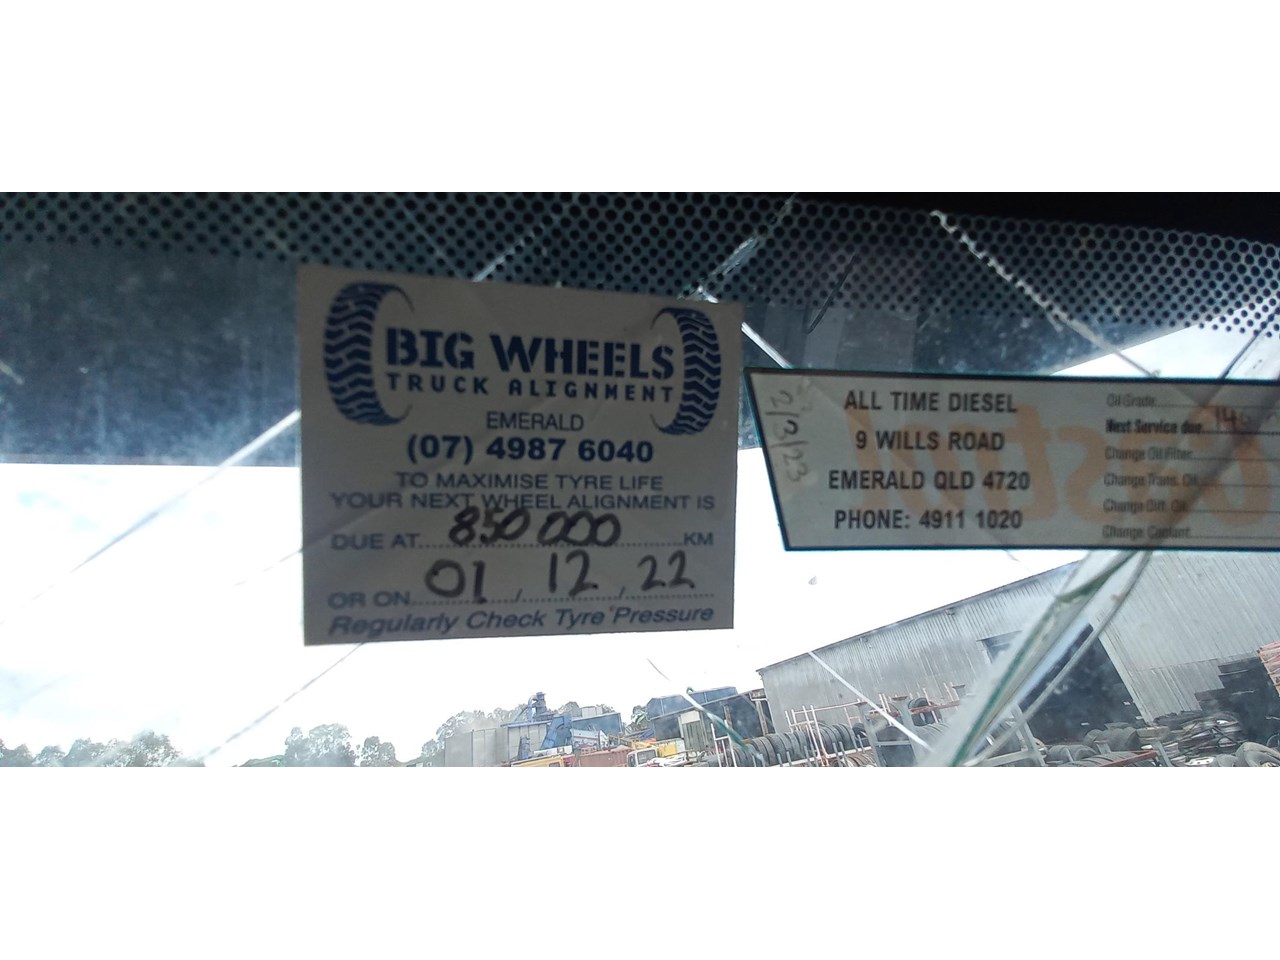 BIG WHEELS
TRUCK ALIGNMENT
EMERALD
(07) 4987 6040
TO MAXIMISE TYRE LIFE
YOUR NEXT WHEEL ALIGNMENT IS
DUE AT 850 000 KM
OR ON 01, 12, 22
Regularly Check Tyre Pressure
2/3/23
ALL TIME DIESEL
9 WILLS ROAD
EMERALD QLD 4720
PHONE: 4911 1020
Oil Grade
Next Service due
Change Oil Filter
Change Trans. Oil
Change Diff. Oil
Change Coolant